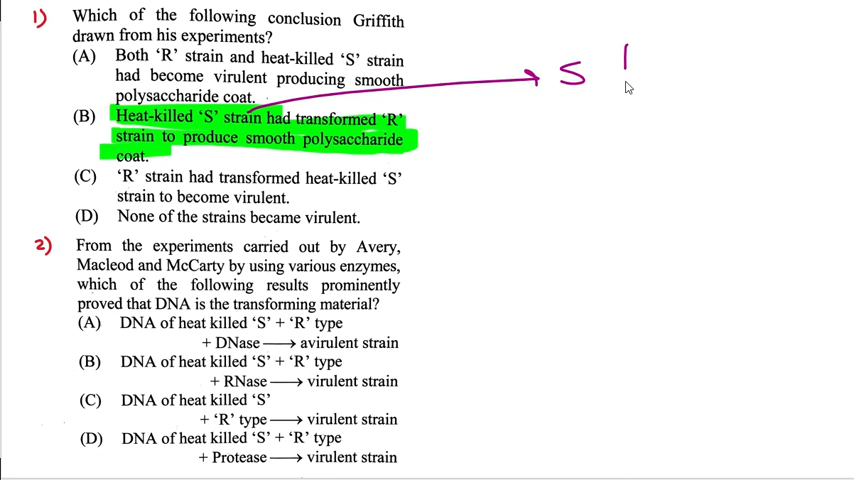 1) Which of the following conclusion Griffith
drawn from his experiments?
(A) Both ‘R’ strain and heat-killed ‘S’ strain
had become virulent producing smooth
polysaccharide coat.
(B) Heat-killed ‘S’ strain had transformed ‘R’
strain to produce smooth polysaccharide
coat.
(C) ‘R’ strain had transformed heat-killed ‘S’
strain to become virulent.
(D) None of the strains became virulent.
S
2) From the experiments carried out by Avery,
Macleod and McCarty by using various enzymes,
which of the following results prominently
proved that DNA is the transforming material?
(A) DNA of heat killed ‘S’ + ‘R’ type
+ DNase ⟶ avirulent strain
(B) DNA of heat killed ‘S’ + ‘R’ type
+ RNase ⟶ virulent strain
(C) DNA of heat killed ‘S’
+ ‘R’ type ⟶ virulent strain
(D) DNA of heat killed ‘S’ + ‘R’ type
+ Protease ⟶ virulent strain